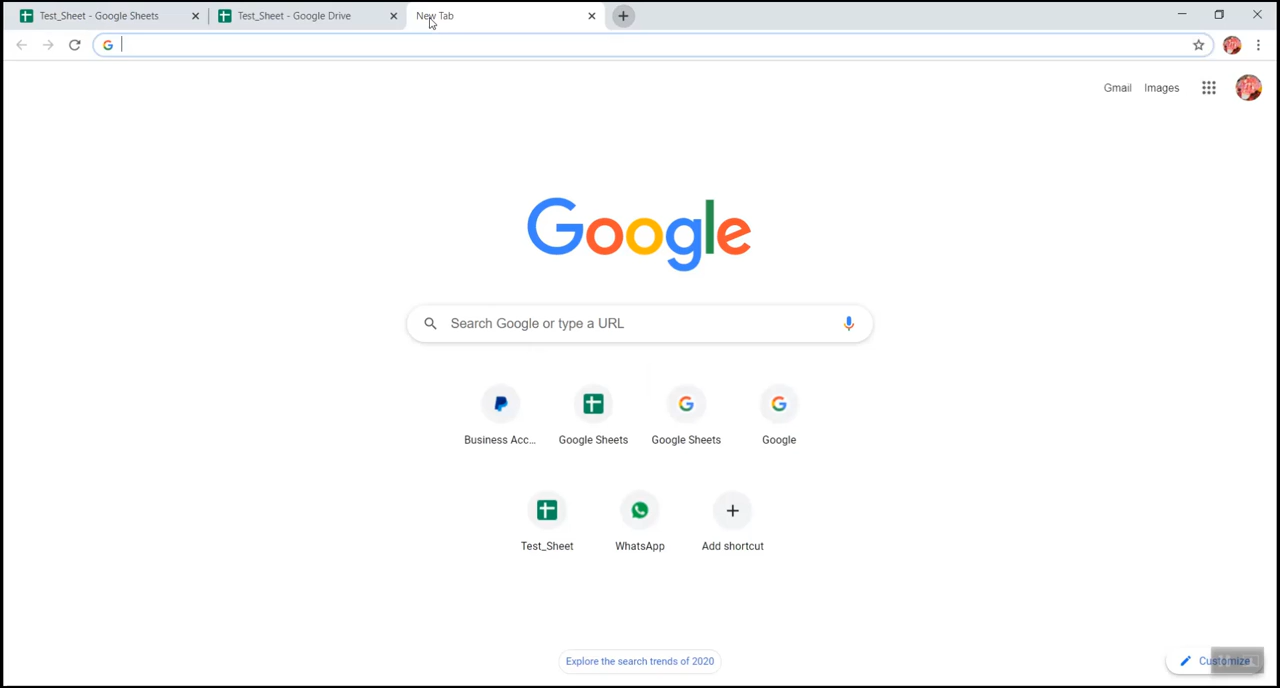 Test_Sheet - Google Sheets
Test_Sheet - Google Drive
New Tab
Gmail
Images
Google
Search Google or type a URL
Business Acc...
Google Sheets
Google Sheets
Google
Test_Sheet
WhatsApp
Add shortcut
Explore the search trends of 2020
Customize